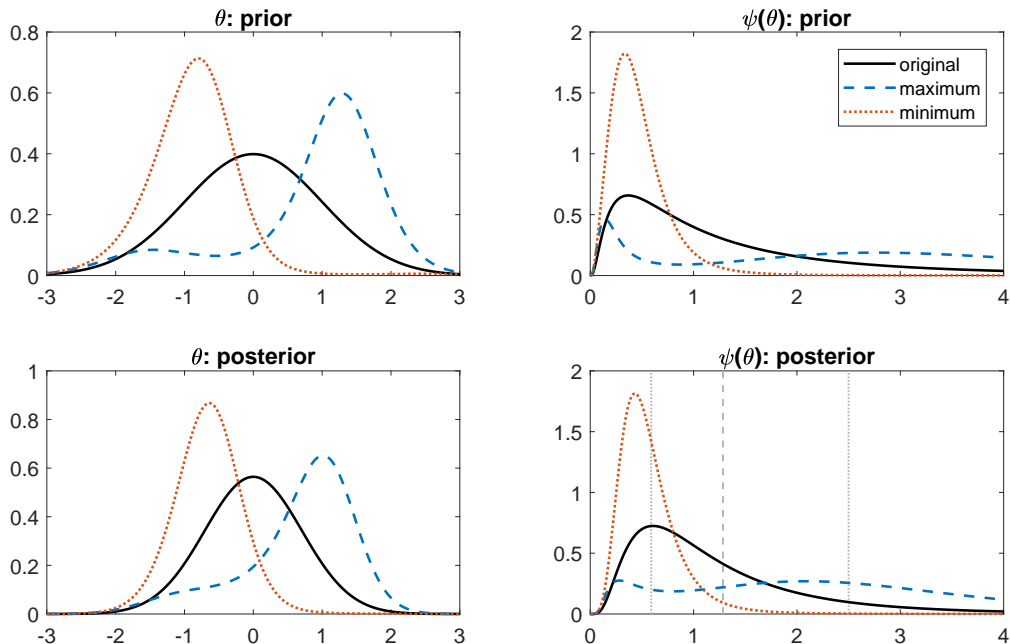 θ: prior
0.8
0.6
0.4
0.2
0
-3 -2 -1 0 1 2 3
ψ(θ): prior
2
1.5
1
0.5
0
0 1 2 3 4
original
maximum
minimum
θ: posterior
1
0.8
0.6
0.4
0.2
0
-3 -2 -1 0 1 2 3
ψ(θ): posterior
2
1.5
1
0.5
0
0 1 2 3 4